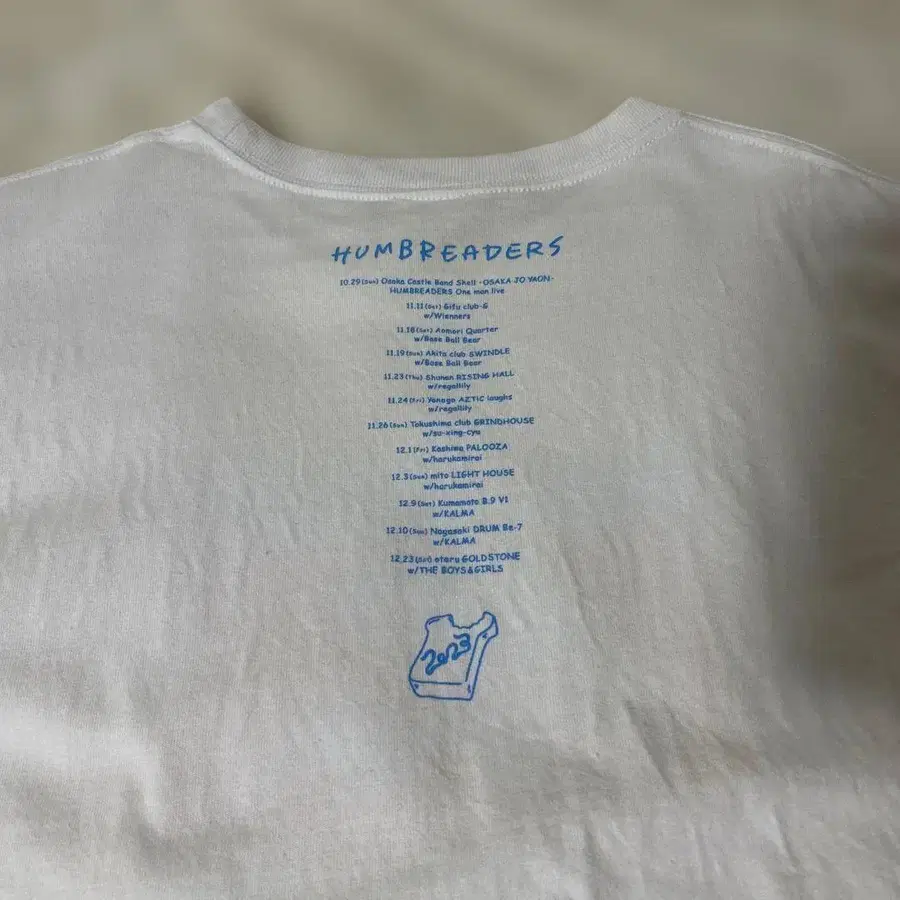 HUMBREADERS
10.29(Sun) Osaka Castle Band Shell -OSAKA-JO YAON-
HUMBREADERS One man live
11.11(Sat) Gifu club-G
w/Wienners
11.18(Sat) Aomori Quarter
w/Base Ball Bear
11.19(Sun) Akita club SWINDLE
w/Base Ball Bear
11.23(Thu) Shunan RISING HALL
w/regallily
11.24(Fri) Yonago AZTiC laughs
w/regallily
11.26(Sun) Tokushima club GRINDHOUSE
w/su-xing-cyu
12.1(Fri) Koshima PALOOZA
w/harukamirai
12.3(Sun) mito LIGHT HOUSE
w/harukamirai
12.9(Sat) Kumamoto B.9 V1
w/KALMA
12.10(Sun) Nagasaki DRUM Be-7
w/KALMA
12.23(Sat) otaru GOLDSTONE
w/THE BOYS&GIRLS
2023